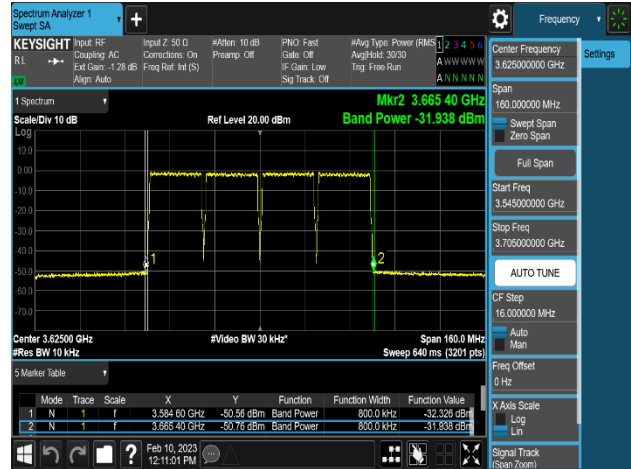 Spectrum Analyzer 1
Swept SA
Frequency
KEYSIGHT
RL
Input: RF
Coupling: AC
Ext Gain: -1.28 dB
Align: Auto
Input Z: 50 Ω
Corrections: On
Freq Ref: Int (S)
#Atten: 10 dB
Preamp: Off
PNO: Fast
Gate: Off
IF Gain: Low
Sig Track: Off
#Avg Type: Power (RMS
Avg|Hold: 30/30
Trig: Free Run
1 2 3 4 5 6
A W W W W W
A N N N N N
1 Spectrum
Scale/Div 10 dB
Ref Level 20.00 dBm
Mkr2 3.665 40 GHz
Band Power -31.938 dBm
Log
10.0
0.00
-10.0
-20.0
-30.0
-40.0
-50.0
-60.0
-70.0
1
2
Center 3.62500 GHz
#Video BW 30 kHz*
Span 160.0 MHz
#Res BW 10 kHz
Sweep 640 ms (3201 pts)
5 Marker Table
Mode Trace Scale X Y Function Function Width Function Value
1 N 1 f 3.584 60 GHz -50.56 dBm Band Power 800.0 kHz -32.326 dBm
2 N 1 f 3.665 40 GHz -50.76 dBm Band Power 800.0 kHz -31.938 dBm
Feb 10, 2023
12:11:01 PM
Center Frequency
3.625000000 GHz
Settings
Span
160.000000 MHz
Swept Span
Zero Span
Full Span
Start Freq
3.545000000 GHz
Stop Freq
3.705000000 GHz
AUTO TUNE
CF Step
16.000000 MHz
Auto
Man
Freq Offset
0 Hz
X Axis Scale
Log
Lin
Signal Track
(Span Zoom)